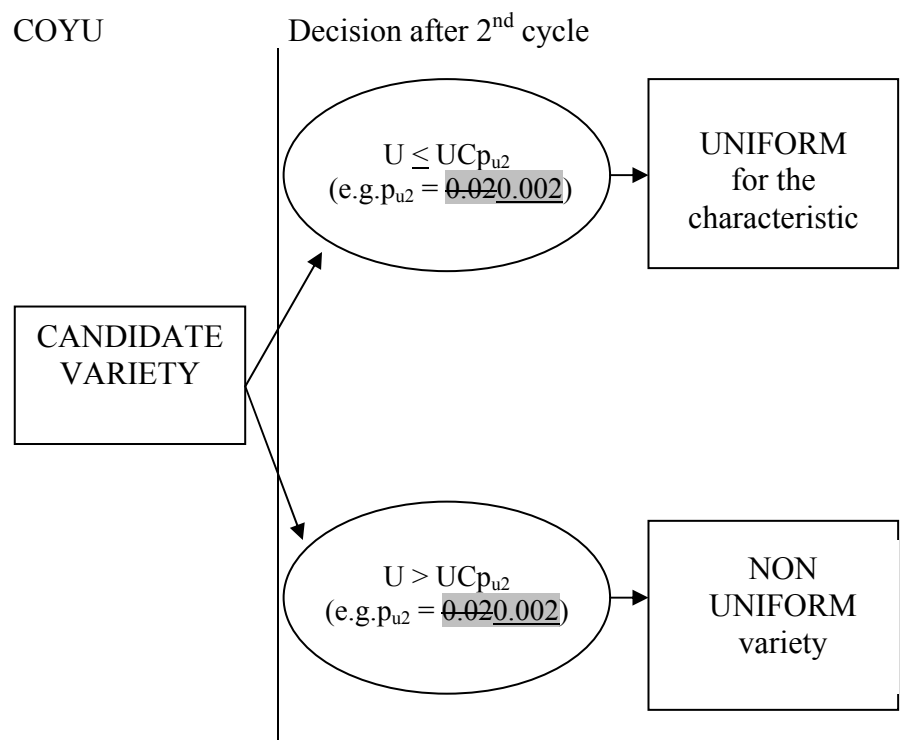 COYU
Decision after 2nd cycle
U ≤ UCpu2
(e.g.pu2 = 0.020.002)
UNIFORM
for the
characteristic
CANDIDATE
VARIETY
U > UCpu2
(e.g.pu2 = 0.020.002)
NON
UNIFORM
variety